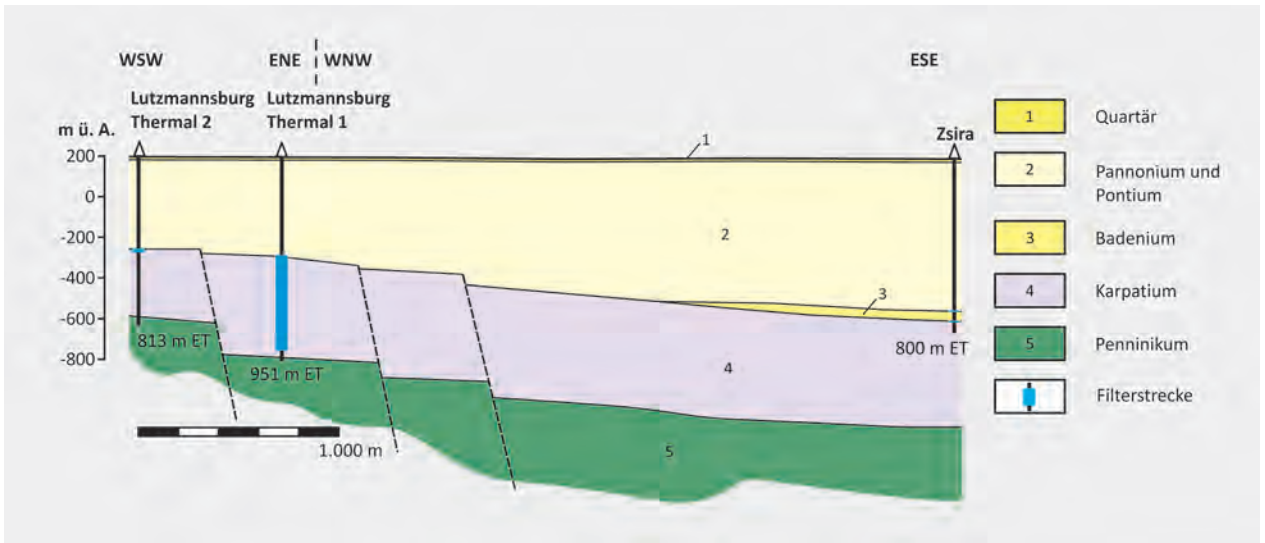 WSW
ENE
WNW
ESE
Lutzmannsburg
Thermal 2
Lutzmannsburg
Thermal 1
Zsira
m ü. A.
200
0
-200
-400
-600
-800
1
2
3
4
5
813 m ET
951 m ET
800 m ET
1.000 m
1 Quartär
2 Pannonium und
Pontium
3 Badenium
4 Karpatium
5 Penninikum
Filterstrecke